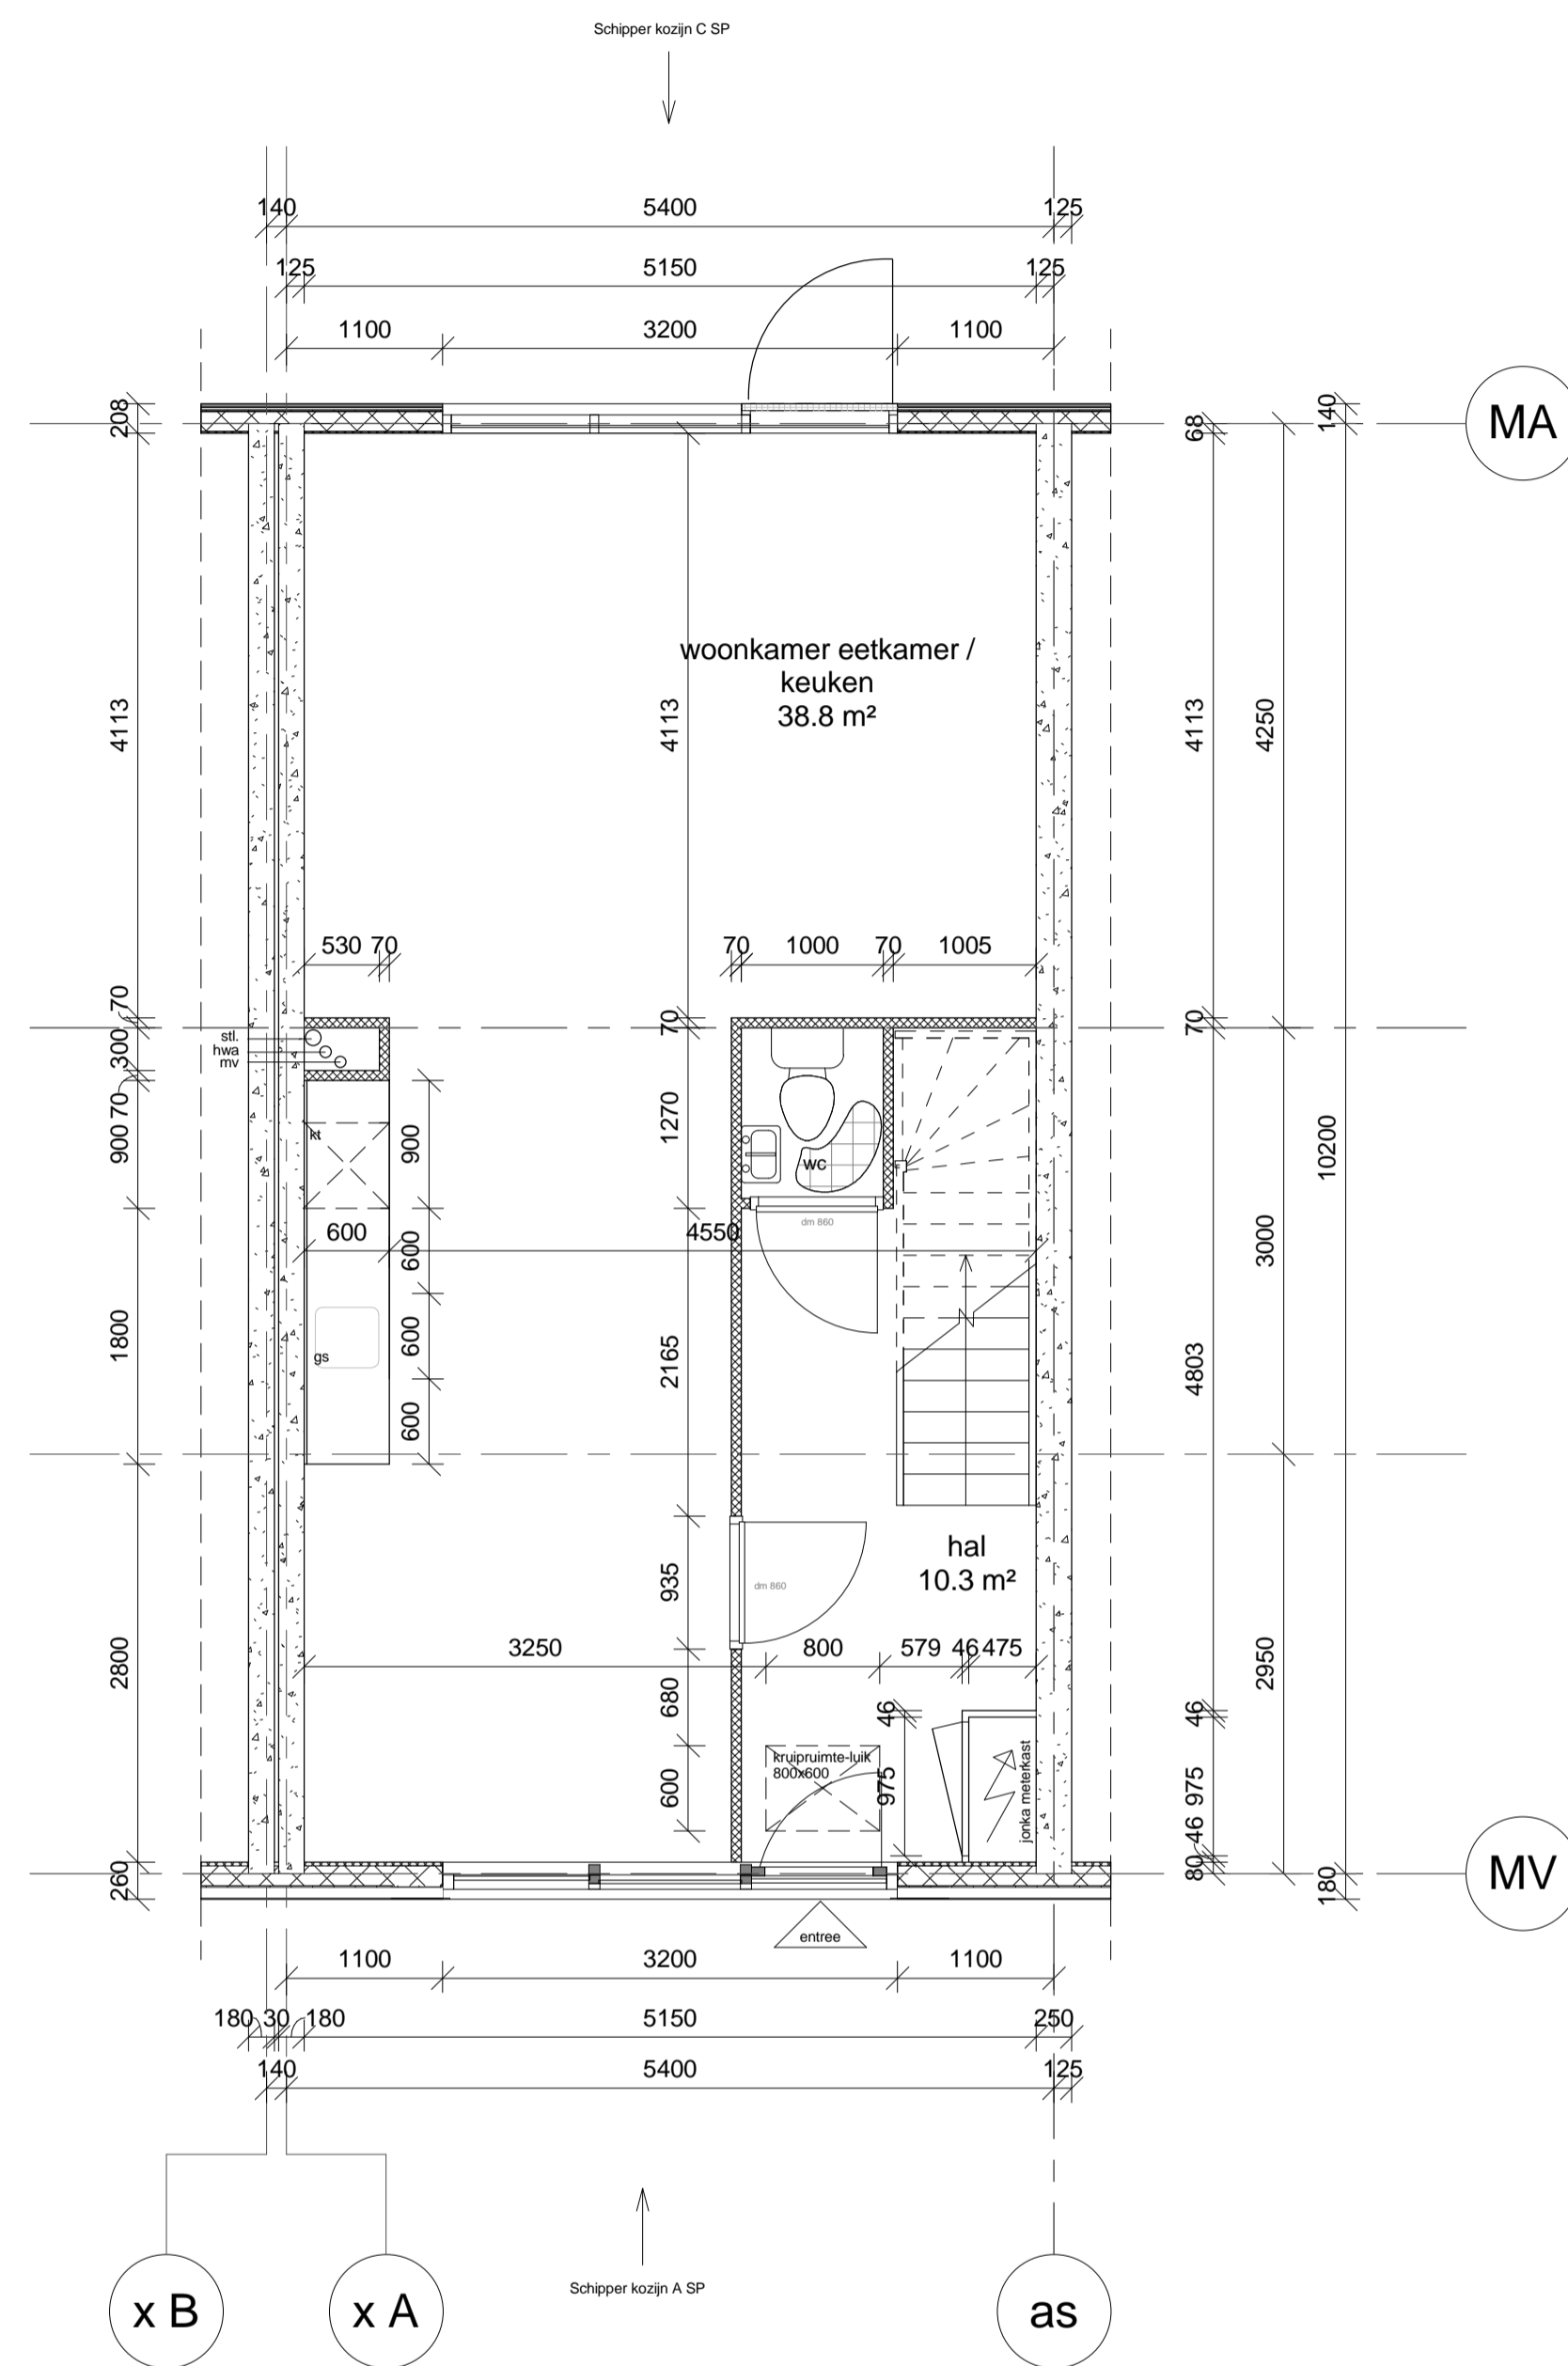 Schipper kozijn C SP
140 5400 125
125 5150 125
1100 3200 1100
208
68
140
MA
woonkamer eetkamer /
keuken
38.8 m²
4113
4113
4113
4250
530 70
70 1000 70 1005
70
300
70
900
stl.
hwa
mv
70
70
1270
kt
900
wc
10200
dm 860
600
4550
600
3000
1800
gs
600
2165
600
4803
hal
10.3 m²
935
dm 860
3250 800 579 46 475
2800
680
2950
46
46
kruipruimte-luik
800x600
600
975
jonka meterkast
975
46
80
260
180
MV
entree
1100 3200 1100
180 30 180 5150 250
140 5400 125
Schipper kozijn A SP
x B
x A
as